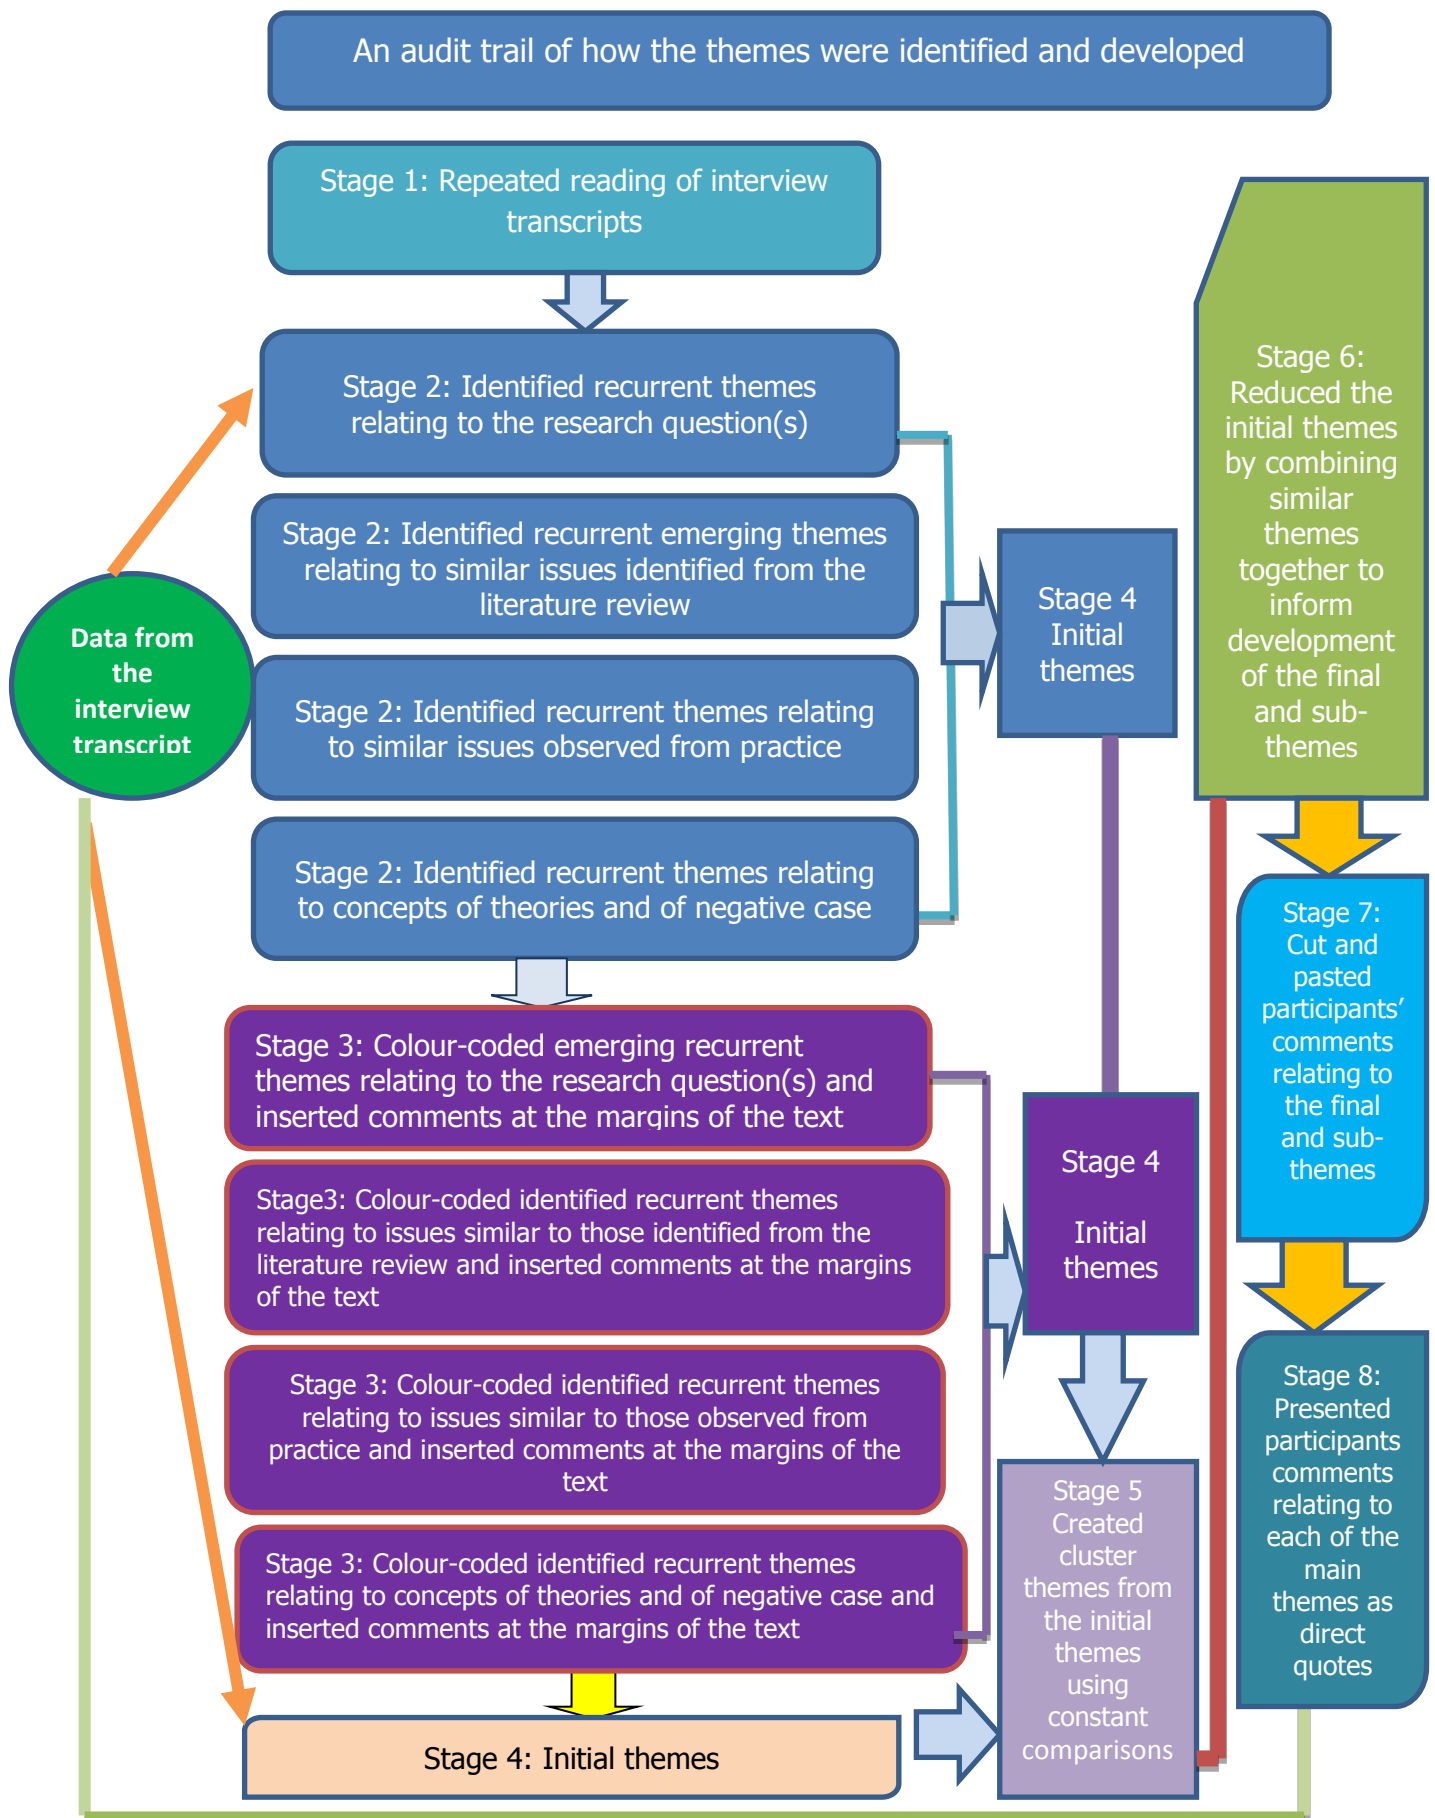 An audit trail of how the themes were identified and developed
Stage 1: Repeated reading of interview
transcripts
Stage 2: Identified recurrent themes
relating to the research question(s)
Stage 2: Identified recurrent emerging themes
relating to similar issues identified from the
literature review
Stage 2: Identified recurrent themes relating
to similar issues observed from practice
Stage 2: Identified recurrent themes relating
to concepts of theories and of negative case
Data from
the
interview
transcript
Stage 3: Colour-coded emerging recurrent
themes relating to the research question(s) and
inserted comments at the margins of the text
Stage3: Colour-coded identified recurrent themes
relating to issues similar to those identified from the
literature review and inserted comments at the margins
of the text
Stage 3: Colour-coded identified recurrent themes
relating to issues similar to those observed from
practice and inserted comments at the margins of the
text
Stage 3: Colour-coded identified recurrent themes
relating to concepts of theories and of negative case and
inserted comments at the margins of the text
Stage 4: Initial themes
Stage 4
Initial
themes
Stage 4
Initial
themes
Stage 5
Created
cluster
themes from
the initial
themes
using
constant
comparisons
Stage 6:
Reduced the
initial themes
by combining
similar
themes
together to
inform
development
of the final
and sub-
themes
Stage 7:
Cut and
pasted
participants’
comments
relating to
the final
and sub-
themes
Stage 8:
Presented
participants
comments
relating to
each of the
main
themes as
direct
quotes